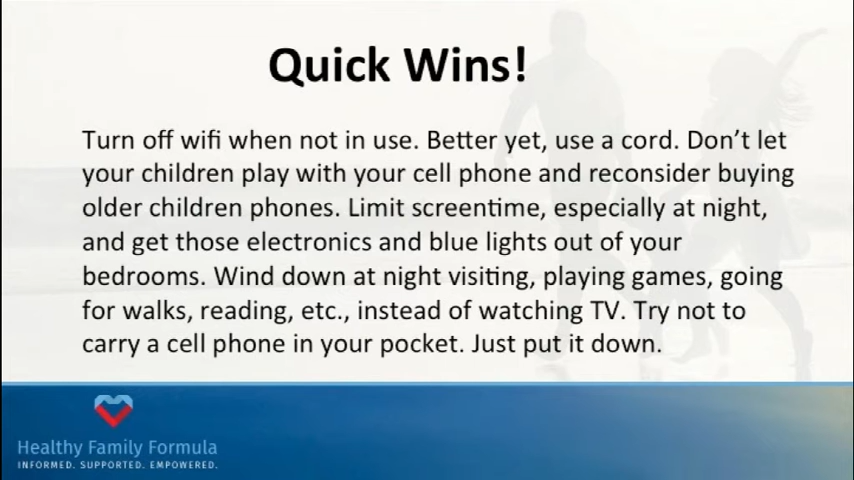 Quick Wins!
Turn off wifi when not in use. Better yet, use a cord. Don’t let
your children play with your cell phone and reconsider buying
older children phones. Limit screentime, especially at night,
and get those electronics and blue lights out of your
bedrooms. Wind down at night visiting, playing games, going
for walks, reading, etc., instead of watching TV. Try not to
carry a cell phone in your pocket. Just put it down.
Healthy Family Formula
INFORMED. SUPPORTED. EMPOWERED.